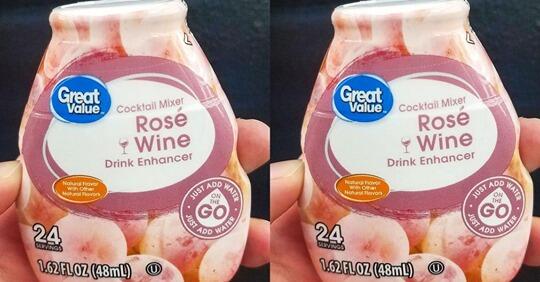 Great
Value™
Cocktail Mixer
Rosé
Wine
Drink Enhancer
Natural Flavor
With Other
Natural Flavors
JUST ADD WATER
ON
THE
GO
JUST ADD WATER
24
SERVINGS
1.62 FL OZ (48mL) U
Great
Value™
Cocktail Mixer
Rosé
Wine
Drink Enhancer
Natural Flavor
With Other
Natural Flavors
JUST ADD WATER
ON
THE
GO
JUST ADD WATER
24
SERVINGS
1.62 FL OZ (48mL) U